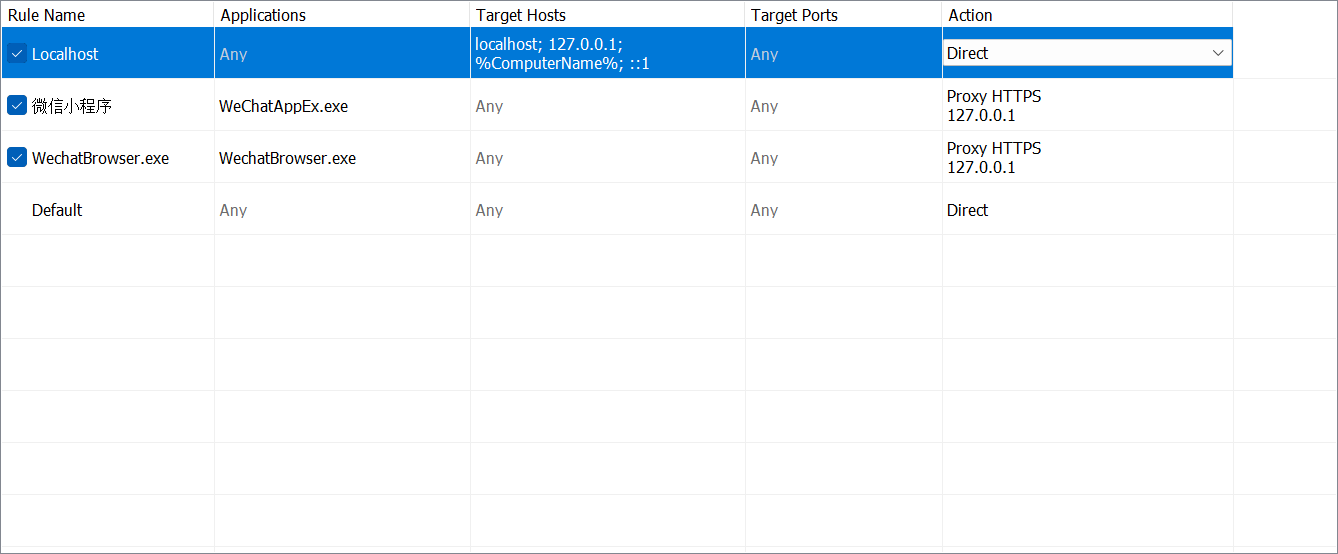 Rule Name Applications Target Hosts Target Ports Action
Localhost Any localhost; 127.0.0.1; %ComputerName%; ::1 Any Direct
微信小程序 WeChatAppEx.exe Any Any Proxy HTTPS 127.0.0.1
WechatBrowser.exe WechatBrowser.exe Any Any Proxy HTTPS 127.0.0.1
Default Any Any Any Direct